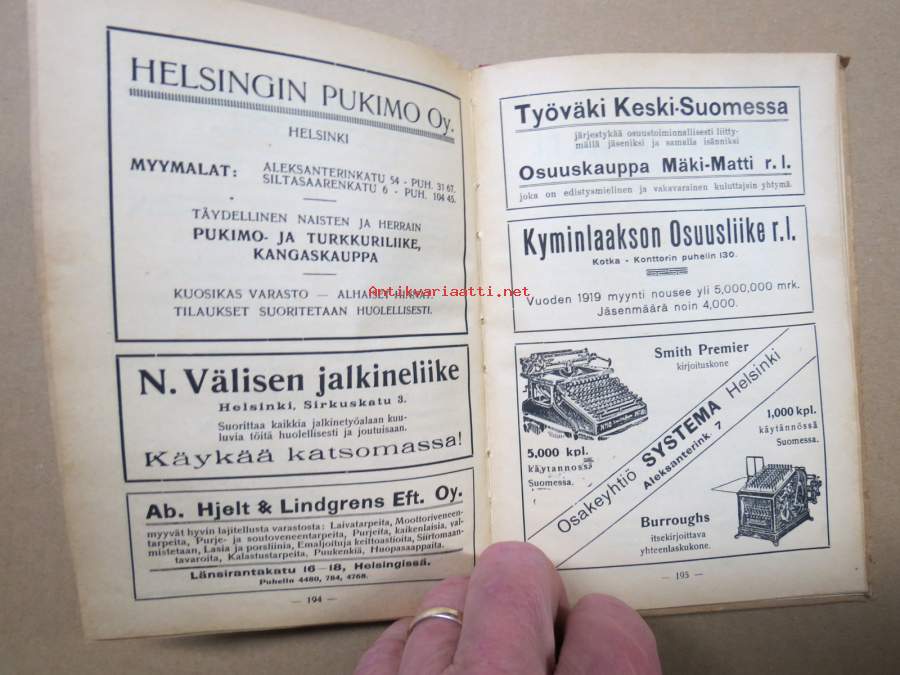 HELSINGIN PUKIMO Oy.
HELSINKI
MYYMALAT:
ALEKSANTERINKATU 54 - PUH. 31 67.
SILTASAARENKATU 6 - PUH. 104 45.
TÄYDELLINEN NAISTEN JA HERRAIN
PUKIMO- JA TURKKURILIIKE,
KANGASKAUPPA
KUOSIKAS VARASTO — ALHAISET HINNAT.
TILAUKSET SUORITETAAN HUOLELLISESTI.
N. Välisen jalkineliike
Helsinki, Sirkuskatu 3.
Suorittaa kaikkia jalkinetyöalaan kuu-
luvia töitä huolellisesti ja joutuisaan.
Käykää katsomassa!
Ab. Hjelt & Lindgrens Eft. Oy.
myyvät hyvin lajitellusta varastosta: Laivatarpeita, Moottoriveneen-
tarpeita, Purje- ja soutoveneentarpeita, Purjeita, kaikenlaisia, val-
mistetaan, Lasia ja porsliinia, Emaljoituja keittoastioita, Siirtomaan-
tavaroita, Kalastustarpeita, Puukenkiä, Huopasaappaita.
Länsirantakatu 16—18, Helsingissä.
Puhelin 4480, 784, 4768.
— 194 —
Työväki Keski-Suomessa
järjestykää osuustoiminnallisesti liitty-
mällä jäseniksi ja samalla isänniksi
Osuuskauppa Mäki-Matti r. l.
joka on edistysmielinen ja vakavarainen kuluttajain yhtymä.
Kyminlaakson Osuusliike r. l.
Kotka - Konttorin puhelin 130.
Vuoden 1919 myynti nousee yli 5,000,000 mrk.
Jäsenmäärä noin 4,000.
Smith Premier
kirjoituskone
5,000 kpl.
käytannossä
Suomessa.
Osakeyhtiö SYSTEMA Helsinki
Aleksanterink. 7
1,000 kpl.
käytännössä
Suomessa.
Burroughs
itsekirjoittava
yhteenlaskukone.
— 195 —
Antikvariaatti.net